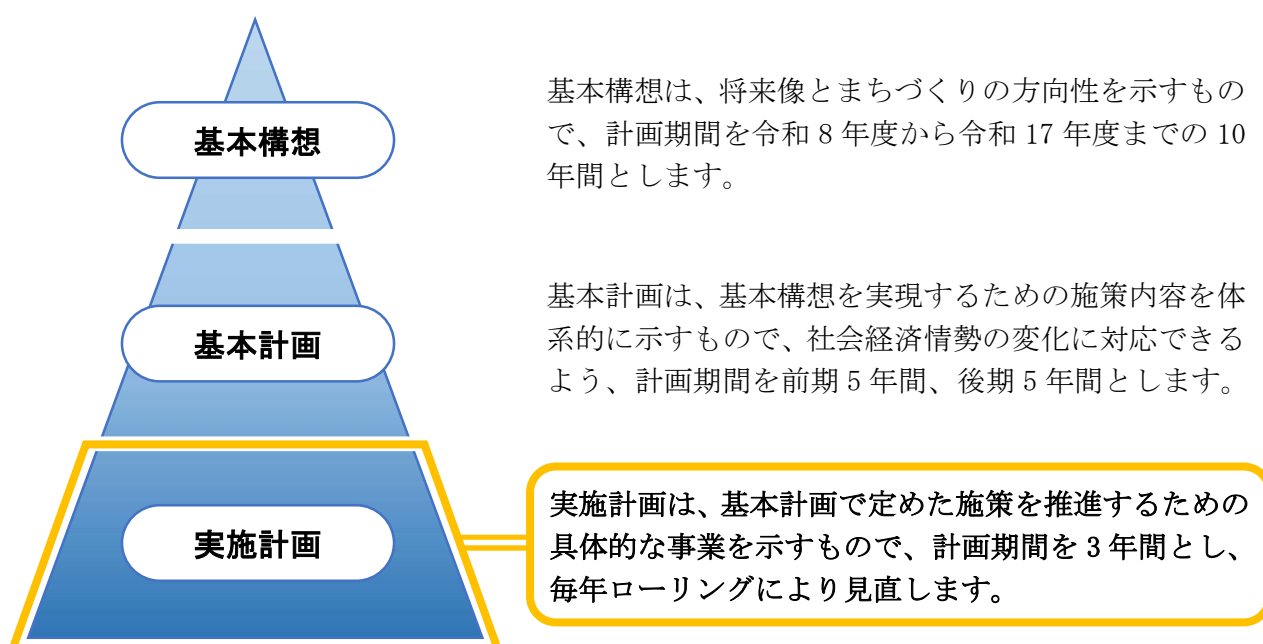 基本構想
基本構想は、将来像とまちづくりの方向性を示すもの
で、計画期間を令和 8 年度から令和 17 年度までの 10
年間とします。
基本計画
基本計画は、基本構想を実現するための施策内容を体
系的に示すもので、社会経済情勢の変化に対応できる
よう、計画期間を前期 5 年間、後期 5 年間とします。
実施計画
実施計画は、基本計画で定めた施策を推進するための
具体的な事業を示すもので、計画期間を 3 年間とし、
毎年ローリングにより見直します。